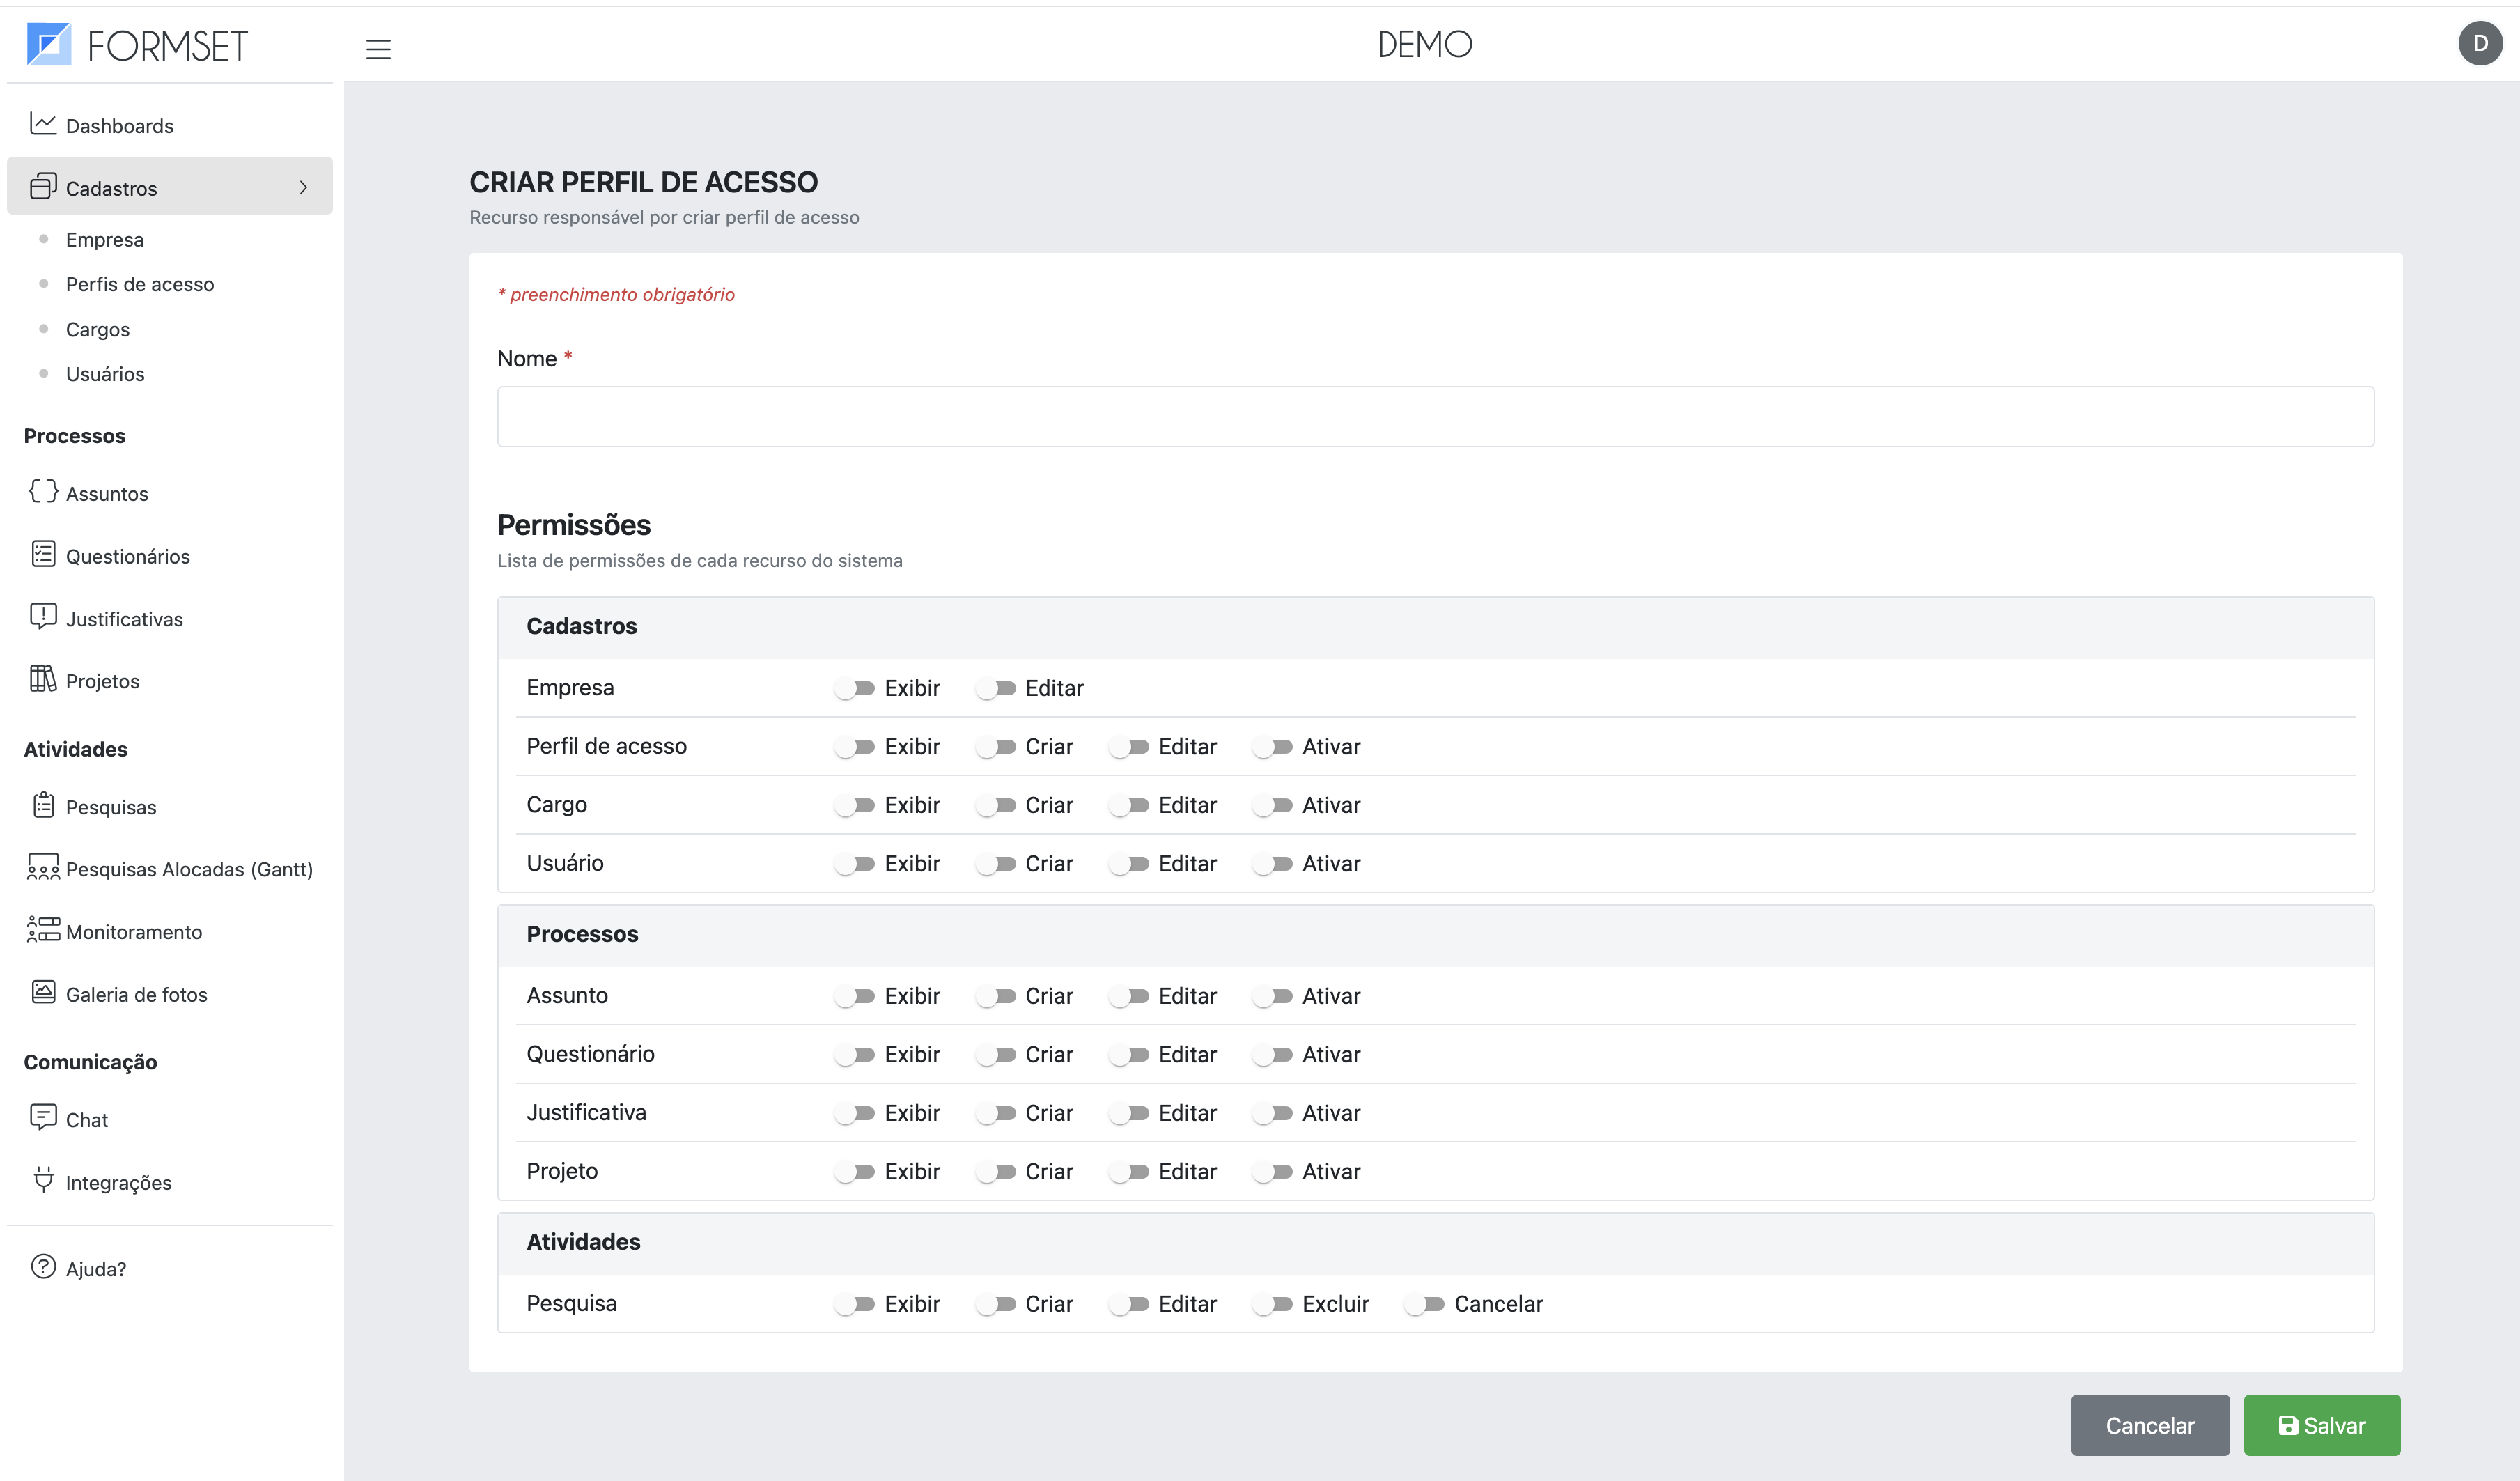 FORMSET
DEMO
D
Dashboards
Cadastros
Empresa
Perfis de acesso
Cargos
Usuários
Processos
Assuntos
Questionários
Justificativas
Projetos
Atividades
Pesquisas
Pesquisas Alocadas (Gantt)
Monitoramento
Galeria de fotos
Comunicação
Chat
Integrações
Ajuda?
CRIAR PERFIL DE ACESSO
Recurso responsável por criar perfil de acesso
* preenchimento obrigatório
Nome *
Permissões
Lista de permissões de cada recurso do sistema
Cadastros
Empresa Exibir Editar
Perfil de acesso Exibir Criar Editar Ativar
Cargo Exibir Criar Editar Ativar
Usuário Exibir Criar Editar Ativar
Processos
Assunto Exibir Criar Editar Ativar
Questionário Exibir Criar Editar Ativar
Justificativa Exibir Criar Editar Ativar
Projeto Exibir Criar Editar Ativar
Atividades
Pesquisa Exibir Criar Editar Excluir Cancelar
Cancelar Salvar